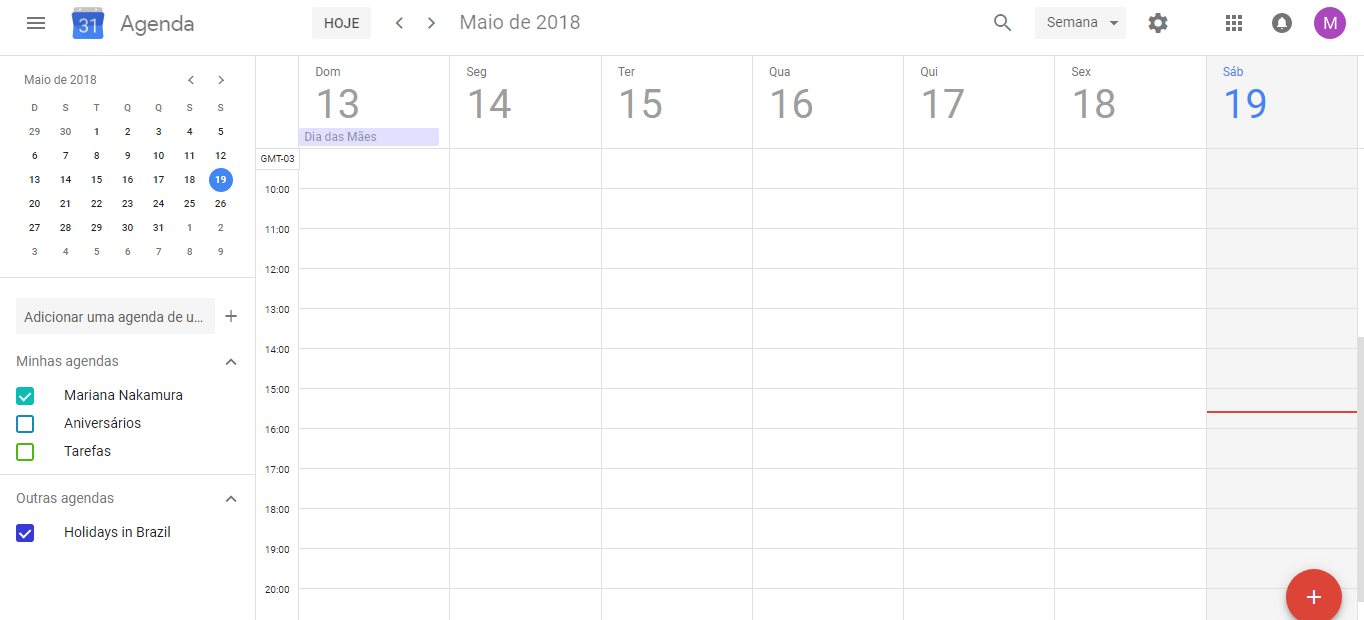 31 Agenda HOJE Maio de 2018 Semana M
Maio de 2018
D S T Q Q S S
29 30 1 2 3 4 5
6 7 8 9 10 11 12
13 14 15 16 17 18 19
20 21 22 23 24 25 26
27 28 29 30 31 1 2
3 4 5 6 7 8 9
Adicionar uma agenda de u...
Minhas agendas
Mariana Nakamura
Aniversários
Tarefas
Outras agendas
Holidays in Brazil
Dom Seg Ter Qua Qui Sex Sáb
13 14 15 16 17 18 19
Dia das Mães
GMT-03
10:00
11:00
12:00
13:00
14:00
15:00
16:00
17:00
18:00
19:00
20:00